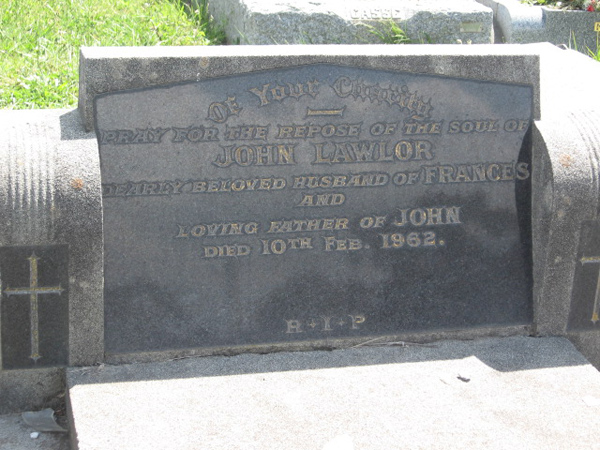 CASSE
Of Your Charity
PRAY FOR THE REPOSE OF THE SOUL OF
JOHN LAWLOR
DEARLY BELOVED HUSBAND OF FRANCES
AND
LOVING FATHER OF JOHN
DIED 10TH FEB. 1962.
R+I+P